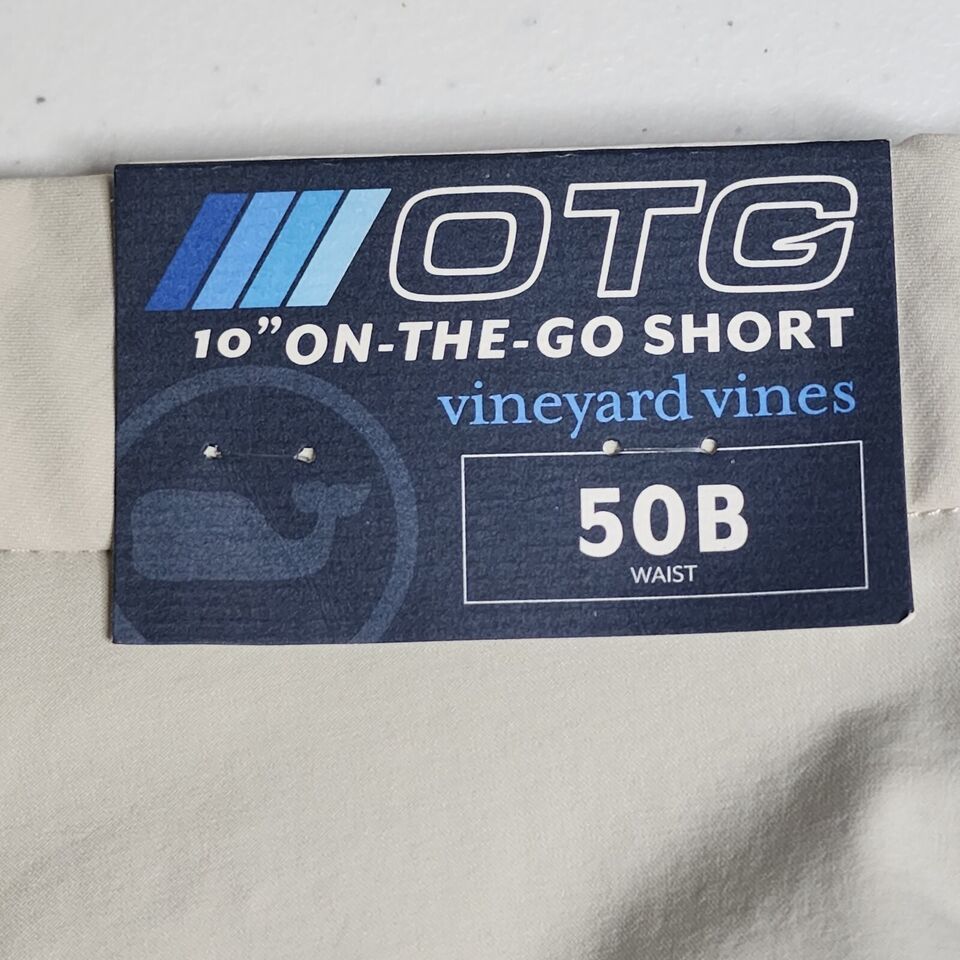 OTG
10” ON-THE-GO SHORT
vineyard vines
50B
WAIST